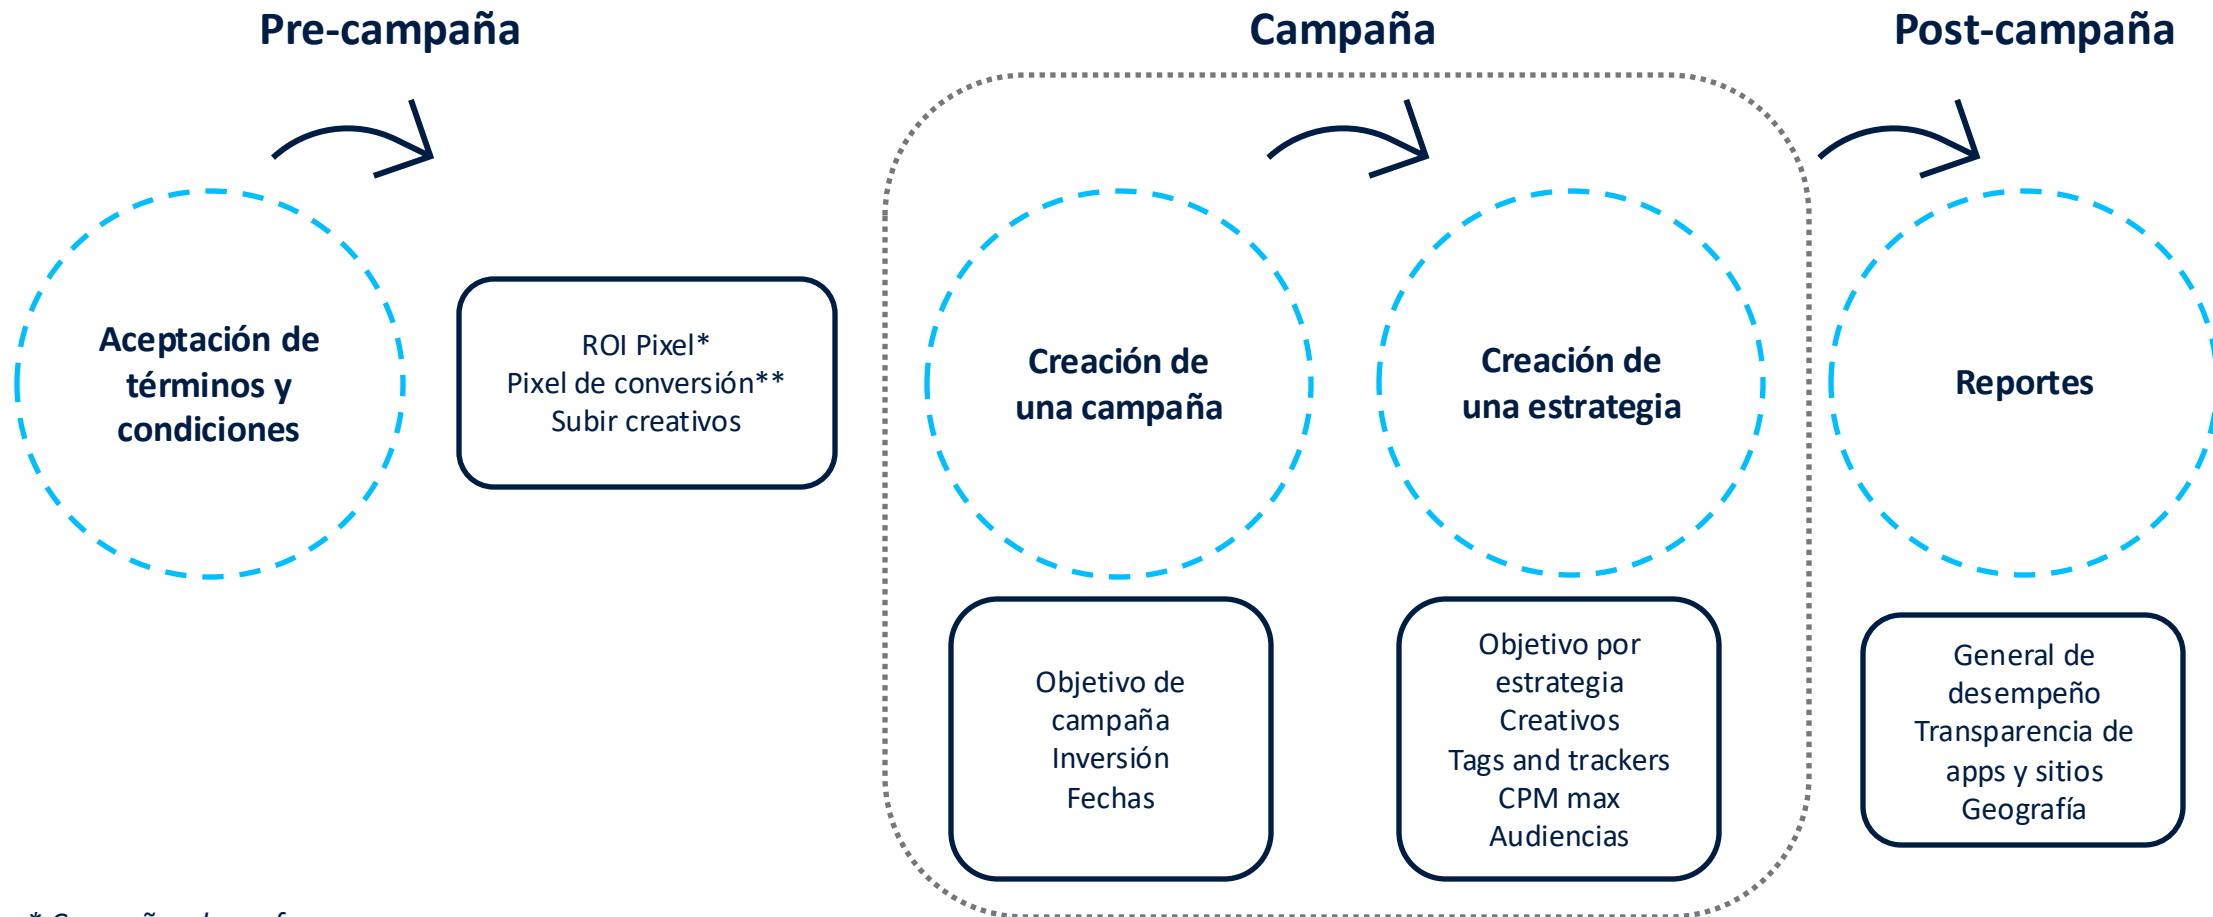 Pre-campaña
Campaña
Post-campaña
Aceptación de
términos y
condiciones
ROI Pixel*
Pixel de conversión**
Subir creativos
Creación de
una campaña
Creación de
una estrategia
Reportes
Objetivo de
campaña
Inversión
Fechas
Objetivo por
estrategia
Creativos
Tags and trackers
CPM max
Audiencias
General de
desempeño
Transparencia de
apps y sitios
Geografía